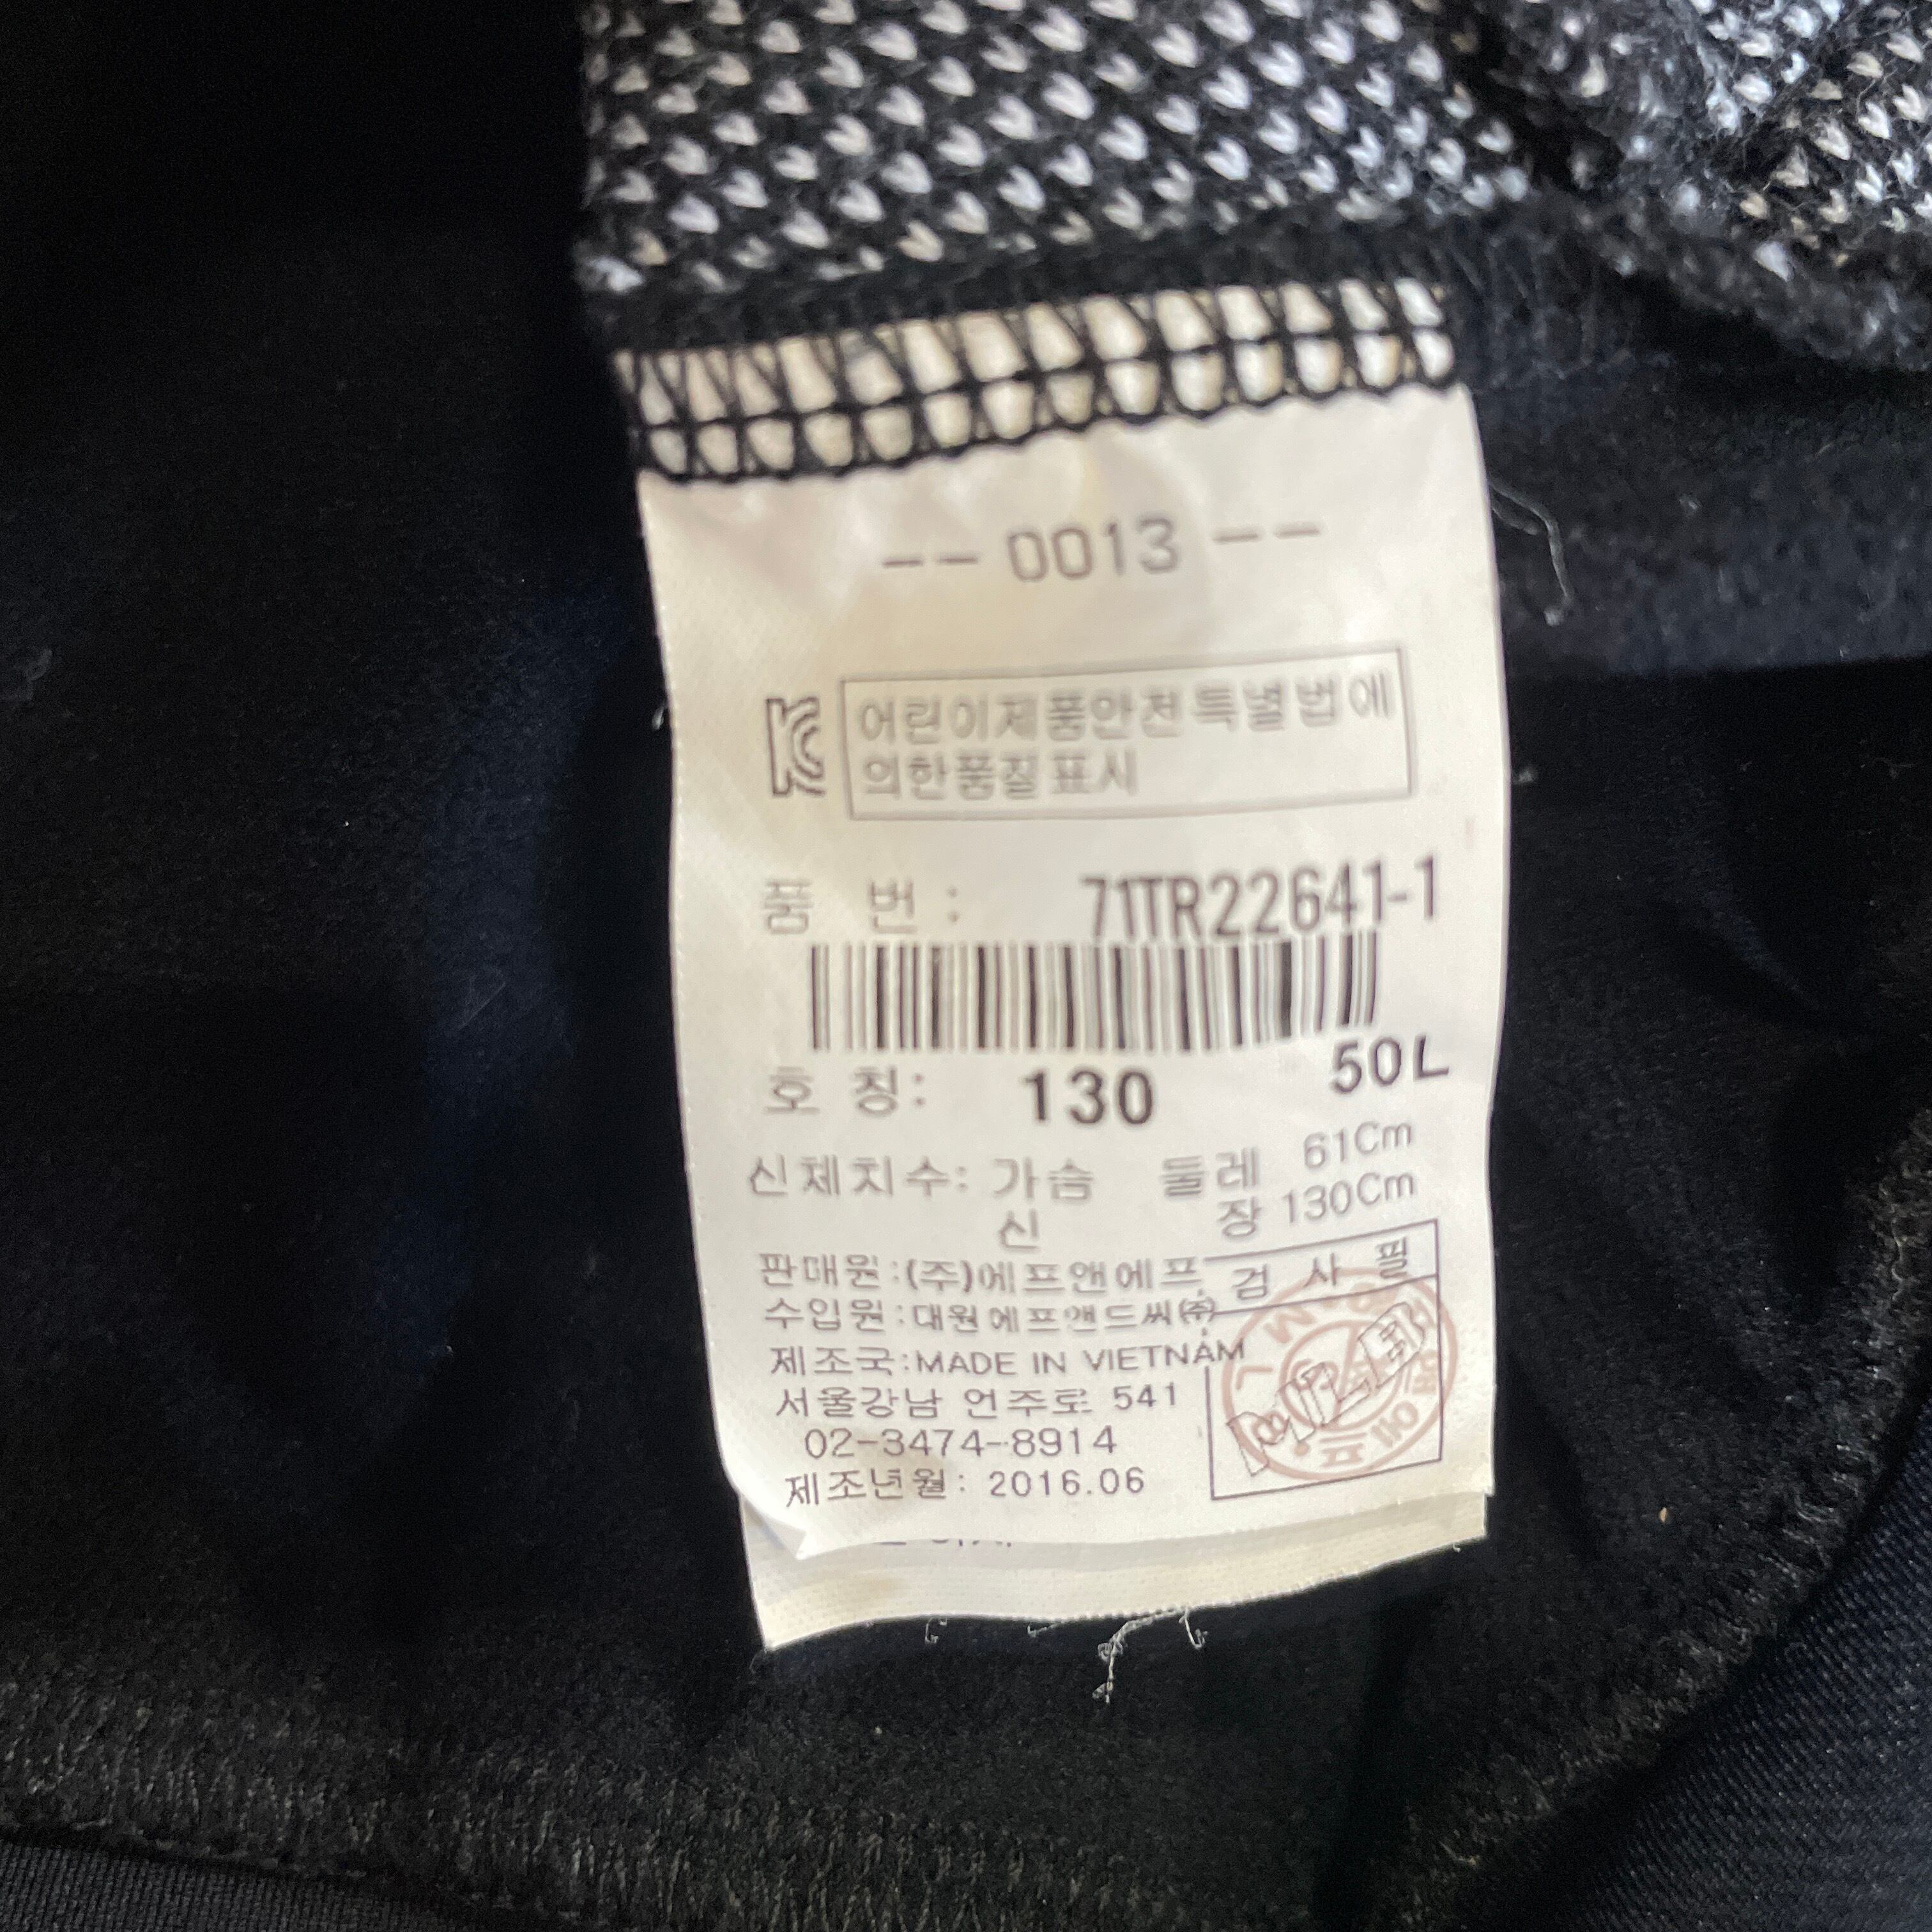 -- 0013 --
KC 어린이제품안전특별법에
의한품질표시
품 번 : 71TR22641-1
50L
호 칭: 130
신체치수: 가슴 둘레 61Cm
신 장 130Cm
판매원:(주)에프앤에프
검 사 필
수입원:대원에프앤드씨㈜
제조국:MADE IN VIETNAM
서울강남 언주로 541
02-3474-8914
제조년월: 2016.06